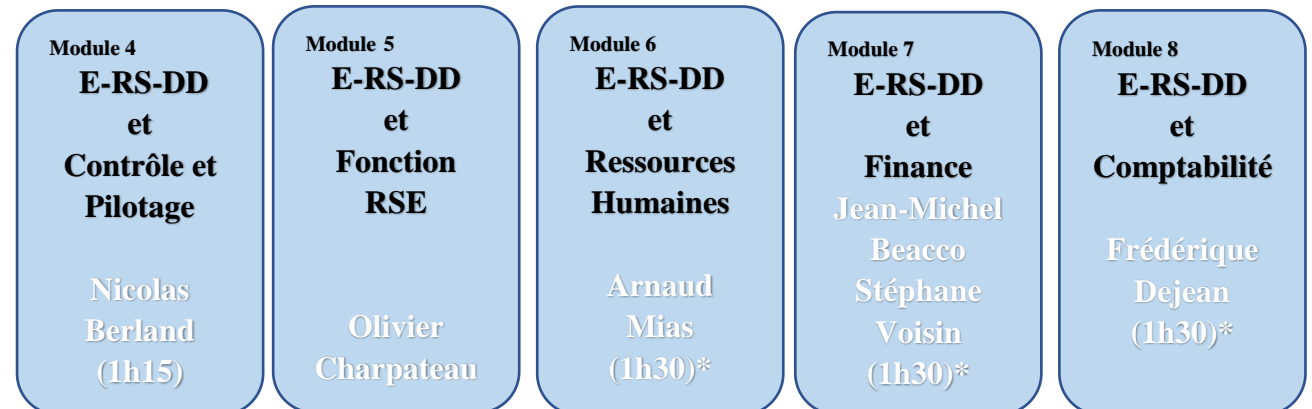 Module 4
E-RS-DD
et
Contrôle et
Pilotage
Nicolas
Berland
(1h15)
Module 5
E-RS-DD
et
Fonction
RSE
Olivier
Charpateau
Module 6
E-RS-DD
et
Ressources
Humaines
Arnaud
Mias
(1h30)*
Module 7
E-RS-DD
et
Finance
Jean-Michel
Beacco
Stéphane
Voisin
(1h30)*
Module 8
E-RS-DD
et
Comptabilité
Frédérique
Dejean
(1h30)*